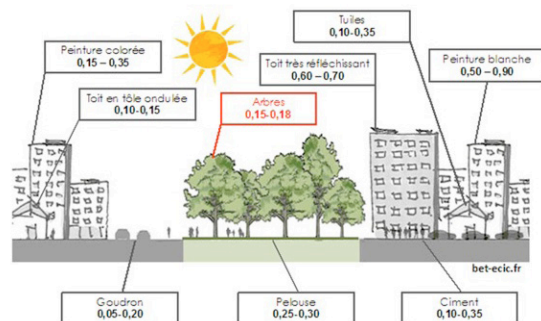 Tuiles
0,10-0,35
Peinture colorée
0,15 – 0,35
Toit très réfléchissant
0,60 – 0,70
Peinture blanche
0,50 – 0,90
Toit en tôle ondulée
0,10-0,15
Arbres
0,15-0,18
bet-ecic.fr
Goudron
0,05-0,20
Pelouse
0,25-0,30
Ciment
0,10-0,35